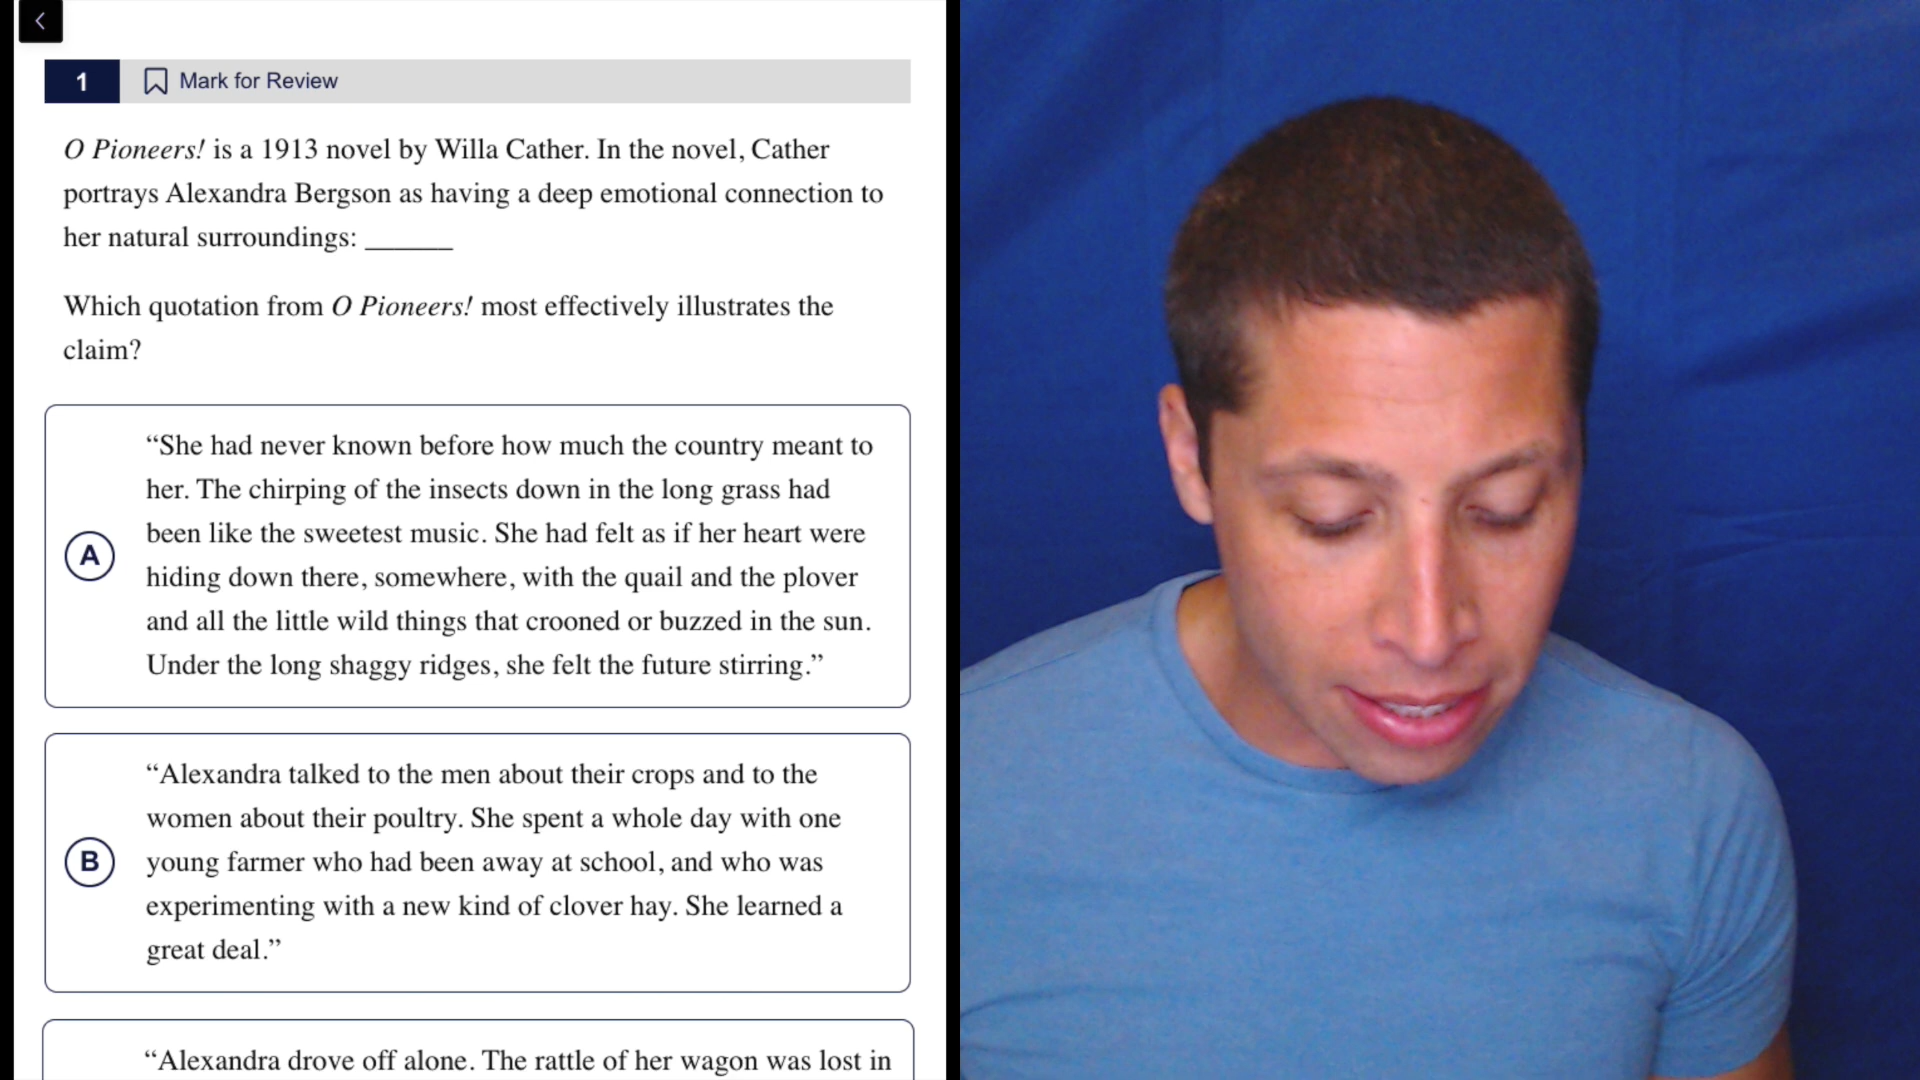 1 Mark for Review
O Pioneers! is a 1913 novel by Willa Cather. In the novel, Cather
portrays Alexandra Bergson as having a deep emotional connection to
her natural surroundings: ______
Which quotation from O Pioneers! most effectively illustrates the
claim?
A
“She had never known before how much the country meant to
her. The chirping of the insects down in the long grass had
been like the sweetest music. She had felt as if her heart were
hiding down there, somewhere, with the quail and the plover
and all the little wild things that crooned or buzzed in the sun.
Under the long shaggy ridges, she felt the future stirring.”
B
“Alexandra talked to the men about their crops and to the
women about their poultry. She spent a whole day with one
young farmer who had been away at school, and who was
experimenting with a new kind of clover hay. She learned a
great deal.”
“Alexandra drove off alone. The rattle of her wagon was lost in